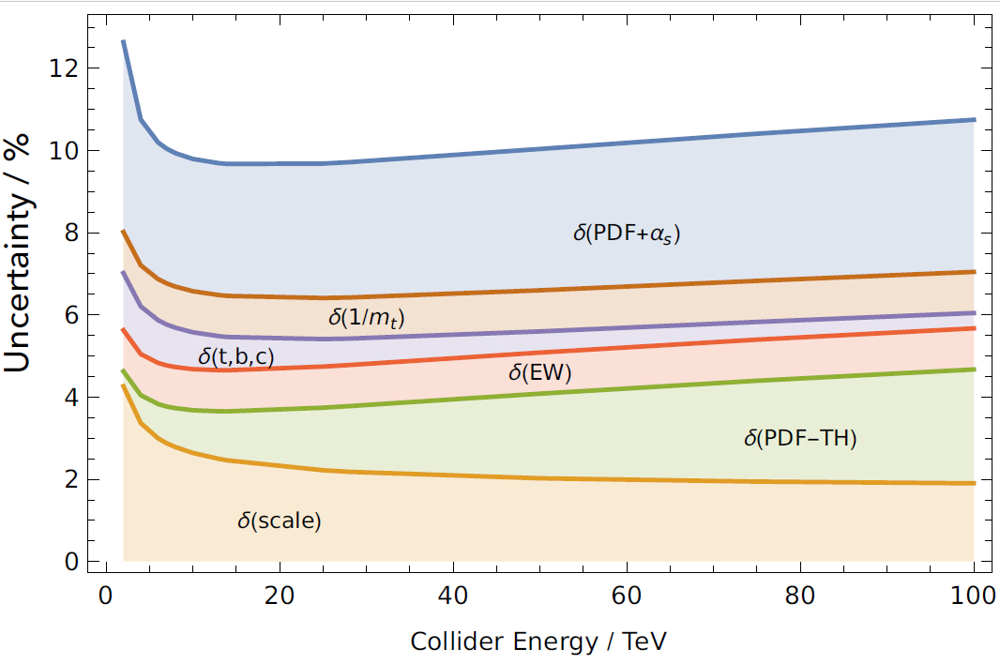 Uncertainty / %
12
10
8
6
4
2
0
δ(PDF+αₛ)
δ(1/mₜ)
δ(t,b,c)
δ(EW)
δ(PDF–TH)
δ(scale)
0 20 40 60 80 100
Collider Energy / TeV